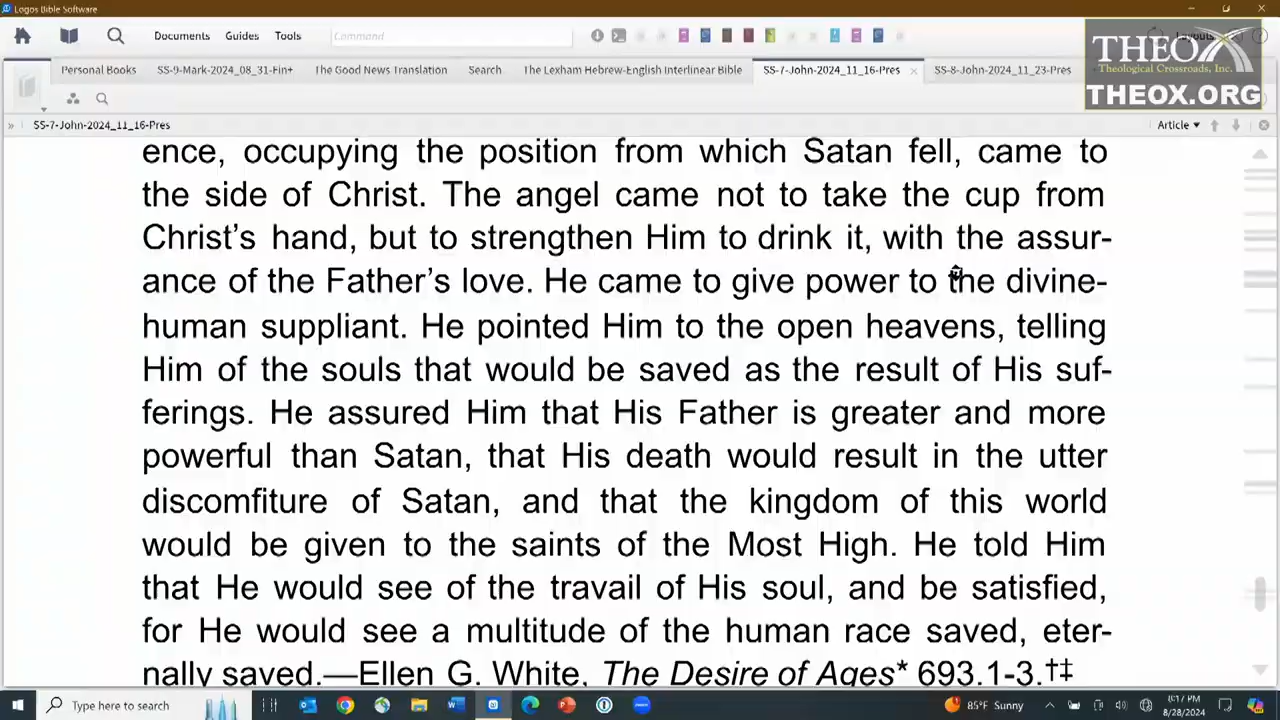 Logos Bible Software
Documents Guides Tools Command
THEOX
Theological Crossroads, Inc.
THEOX.ORG
Personal Books SS-9-Mark-2024_08_31-Fin+ The Good News Translation The Lexham Hebrew-English Interlinear Bible SS-7-John-2024_11_16-Pres SS-8-John-2024_11_23-Pres
SS-7-John-2024_11_16-Pres Article
ence, occupying the position from which Satan fell, came to
the side of Christ. The angel came not to take the cup from
Christ's hand, but to strengthen Him to drink it, with the assur-
ance of the Father's love. He came to give power to the divine-
human suppliant. He pointed Him to the open heavens, telling
Him of the souls that would be saved as the result of His suf-
ferings. He assured Him that His Father is greater and more
powerful than Satan, that His death would result in the utter
discomfiture of Satan, and that the kingdom of this world
would be given to the saints of the Most High. He told Him
that He would see of the travail of His soul, and be satisfied,
for He would see a multitude of the human race saved, eter-
nally saved.—Ellen G. White, The Desire of Ages* 693.1-3.†‡
Type here to search
85°F Sunny
8:17 PM
8/28/2024